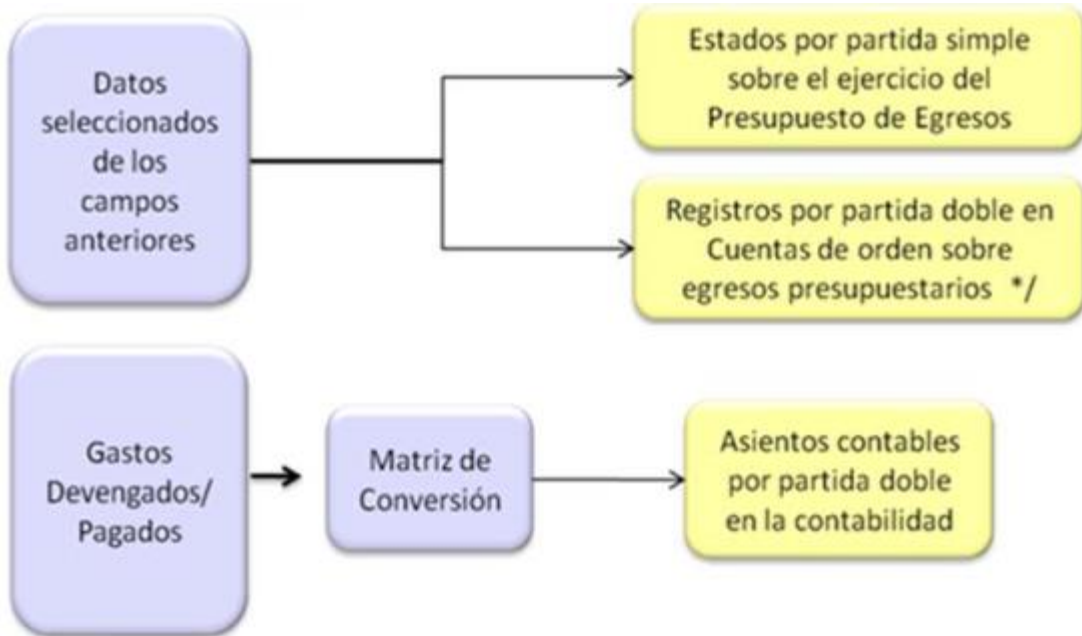 Datos
seleccionados
de los
campos
anteriores
Estados por partida simple
sobre el ejercicio del
Presupuesto de Egresos
Registros por partida doble en
Cuentas de orden sobre
egresos presupuestarios */
Gastos
Devengados/
Pagados
Matriz de
Conversión
Asientos contables
por partida doble
en la contabilidad